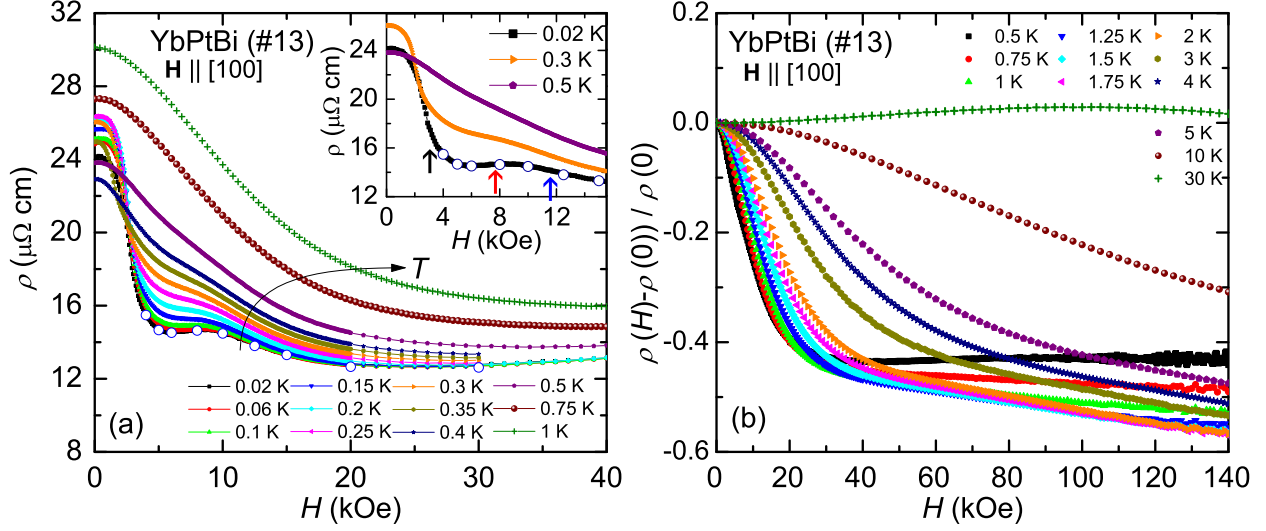 YbPtBi (#13)
H || [100]
ρ (μΩ cm)
32
28
24
20
16
12
8
0
10
20
30
40
H (kOe)
T
(a)
0.02 K
0.15 K
0.3 K
0.5 K
0.06 K
0.2 K
0.35 K
0.75 K
0.1 K
0.25 K
0.4 K
1 K
ρ (μΩ cm)
24
20
16
12
0
4
8
12
H (kOe)
0.02 K
0.3 K
0.5 K
YbPtBi (#13)
H || [100]
ρ (H)-ρ (0)) / ρ (0)
0.2
0.0
-0.2
-0.4
-0.6
0
20
40
60
80
100
120
140
H (kOe)
(b)
0.5 K
1.25 K
2 K
0.75 K
1.5 K
3 K
1 K
1.75 K
4 K
5 K
10 K
30 K